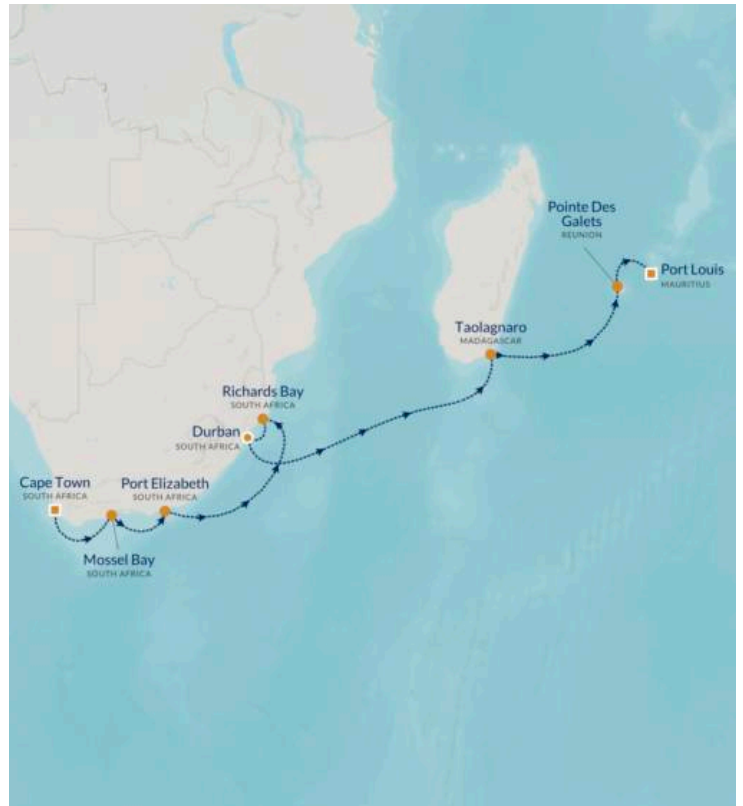 Pointe Des
Galets
REUNION
Port Louis
MAURITIUS
Taolagnaro
MADAGASCAR
Richards Bay
SOUTH AFRICA
Durban
SOUTH AFRICA
Cape Town
SOUTH AFRICA
Port Elizabeth
SOUTH AFRICA
Mossel Bay
SOUTH AFRICA